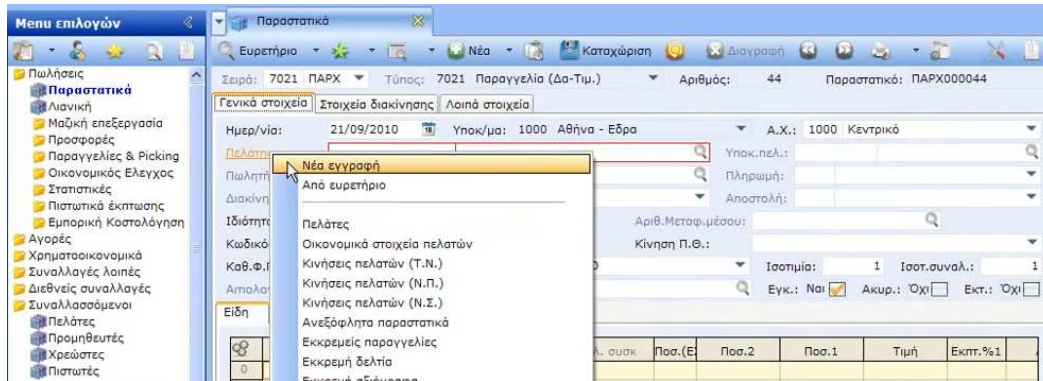 Menu επιλογών
Παραστατικά
Ευρετήριο Νέα Καταχώριση Διαγραφή
Σειρά: 7021 ΠΑΡΧ Τύπος: 7021 Παραγγελία (Δα-Τιμ.) Αριθμός: 44 Παραστατικό: ΠΑΡΧ000044
Γενικά στοιχεία Στοιχεία διακίνησης Λοιπά στοιχεία
Ημερ/νία: 21/09/2010 Υποκ/μα: 1000 Αθήνα - Εδρα Α.Χ.: 1000 Κεντρικό
Υποκ.πελ.:
Πληρωμή:
Αποστολή:
Αριθ.Μεταφ.μέσου:
Κίνηση Π.Θ.:
Ισοτιμία: 1 Ισοτ.συναλ.: 1
Εγκ.: Ναι Ακυρ.: Όχι Εκτ.: Όχι
Είδη
Ποσ.2 Ποσ.1 Τιμή Εκπτ.%1
0
Πωλήσεις
Παραστατικά
Λιανική
Μαζική επεξεργασία
Προσφορές
Παραγγελίες & Picking
Οικονομικός Ελεγχος
Στατιστικές
Πιστωτικά έκπτωσης
Εμπορική Κοστολόγηση
Αγορές
Χρηματοοικονομικά
Συναλλαγές λοιπές
Διεθνείς συναλλαγές
Συναλλασσόμενοι
Πελάτες
Προμηθευτές
Χρεώστες
Πιστωτές
Νέα εγγραφή
Από ευρετήριο
Πελάτες
Οικονομικά στοιχεία πελατών
Κινήσεις πελατών (Τ.Ν.)
Κινήσεις πελατών (Ν.Π.)
Κινήσεις πελατών (Ν.Σ.)
Ανεξόφλητα παραστατικά
Εκκρεμείς παραγγελίες
Εκκρεμή δελτία
Εκκρεμή αξιόγραφα